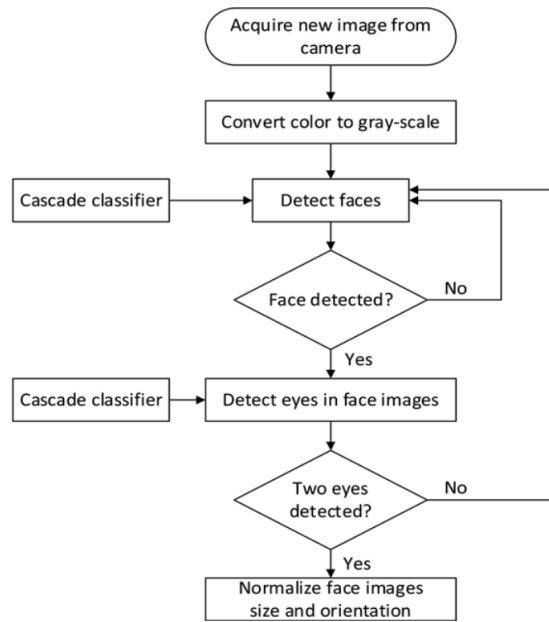 Acquire new image from
camera
Convert color to gray-scale
Cascade classifier
Detect faces
Face detected?
No
Yes
Cascade classifier
Detect eyes in face images
Two eyes
detected?
No
Yes
Normalize face images
size and orientation